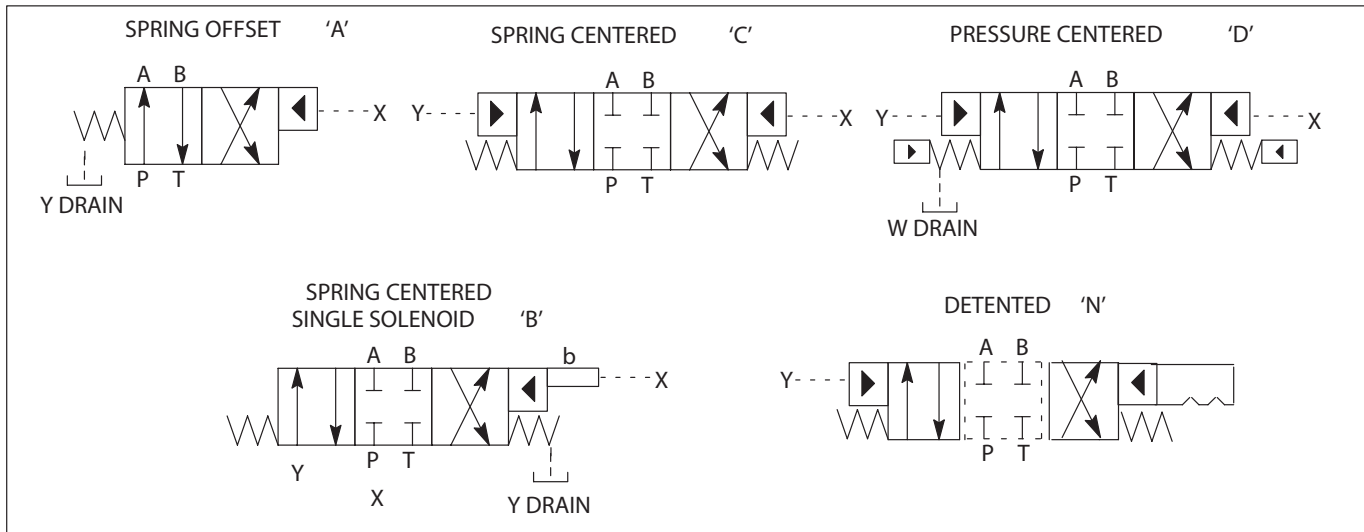 SPRING OFFSET 'A'
A B
X
P T
Y DRAIN
SPRING CENTERED 'C'
A B
Y X
P T
PRESSURE CENTERED 'D'
A B
Y X
P T
W DRAIN
SPRING CENTERED
SINGLE SOLENOID 'B'
A B b
X
Y P T
X Y DRAIN
DETENTED 'N'
A B
Y
P T